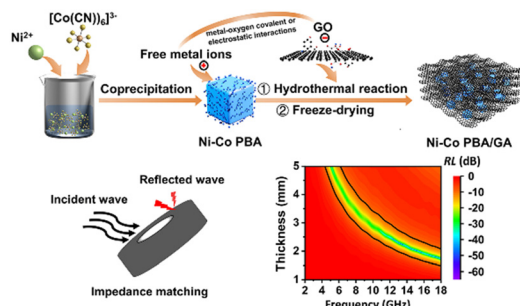 [Co(CN))₆]³⁻
Ni²⁺
metal-oxygen covalent or
electrostatic interactions
GO
Free metal ions
Coprecipitation
① Hydrothermal reaction
② Freeze-drying
Ni-Co PBA
Ni-Co PBA/GA
Reflected wave
Incident wave
Impedance matching
RL (dB)
Thickness (mm)
5
4
3
2
1
2 4 6 8 10 12 14 16 18
Frequency (GHz)
0
-10
-20
-30
-40
-50
-60